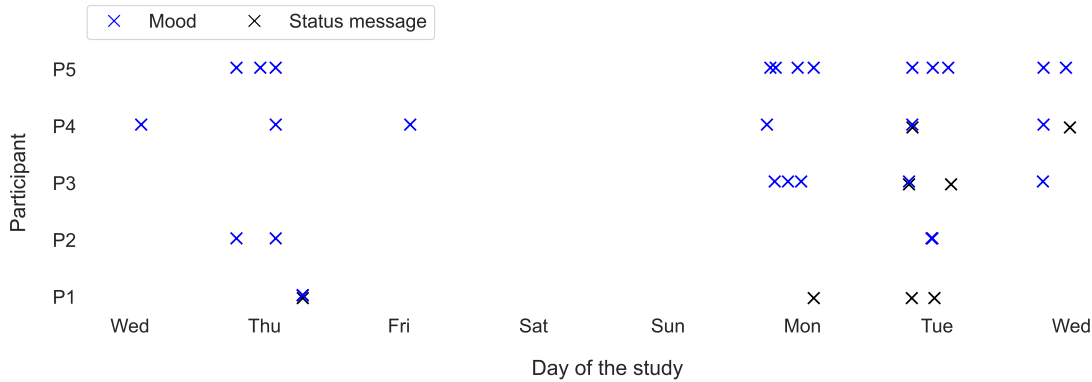 Mood Status message
P5
P4
P3
P2
P1
Participant
Wed Thu Fri Sat Sun Mon Tue Wed
Day of the study